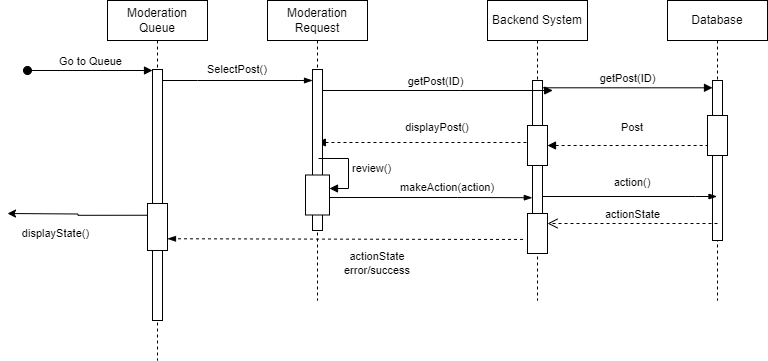 Moderation
Queue
Moderation
Request
Backend System
Database
Go to Queue
SelectPost()
getPost(ID)
getPost(ID)
displayPost()
Post
review()
makeAction(action)
action()
actionState
displayState()
actionState
error/success